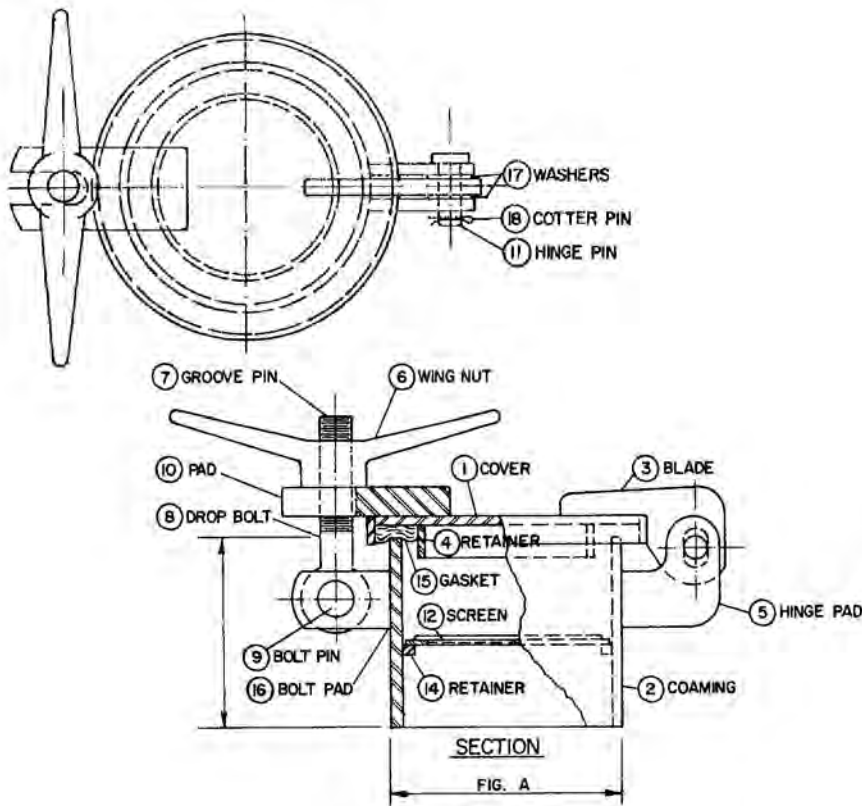 17 WASHERS
18 COTTER PIN
11 HINGE PIN
7 GROOVE PIN
6 WING NUT
10 PAD
1 COVER
3 BLADE
8 DROP BOLT
4 RETAINER
15 GASKET
12 SCREEN
5 HINGE PAD
9 BOLT PIN
16 BOLT PAD
14 RETAINER
2 COAMING
SECTION
FIG. A